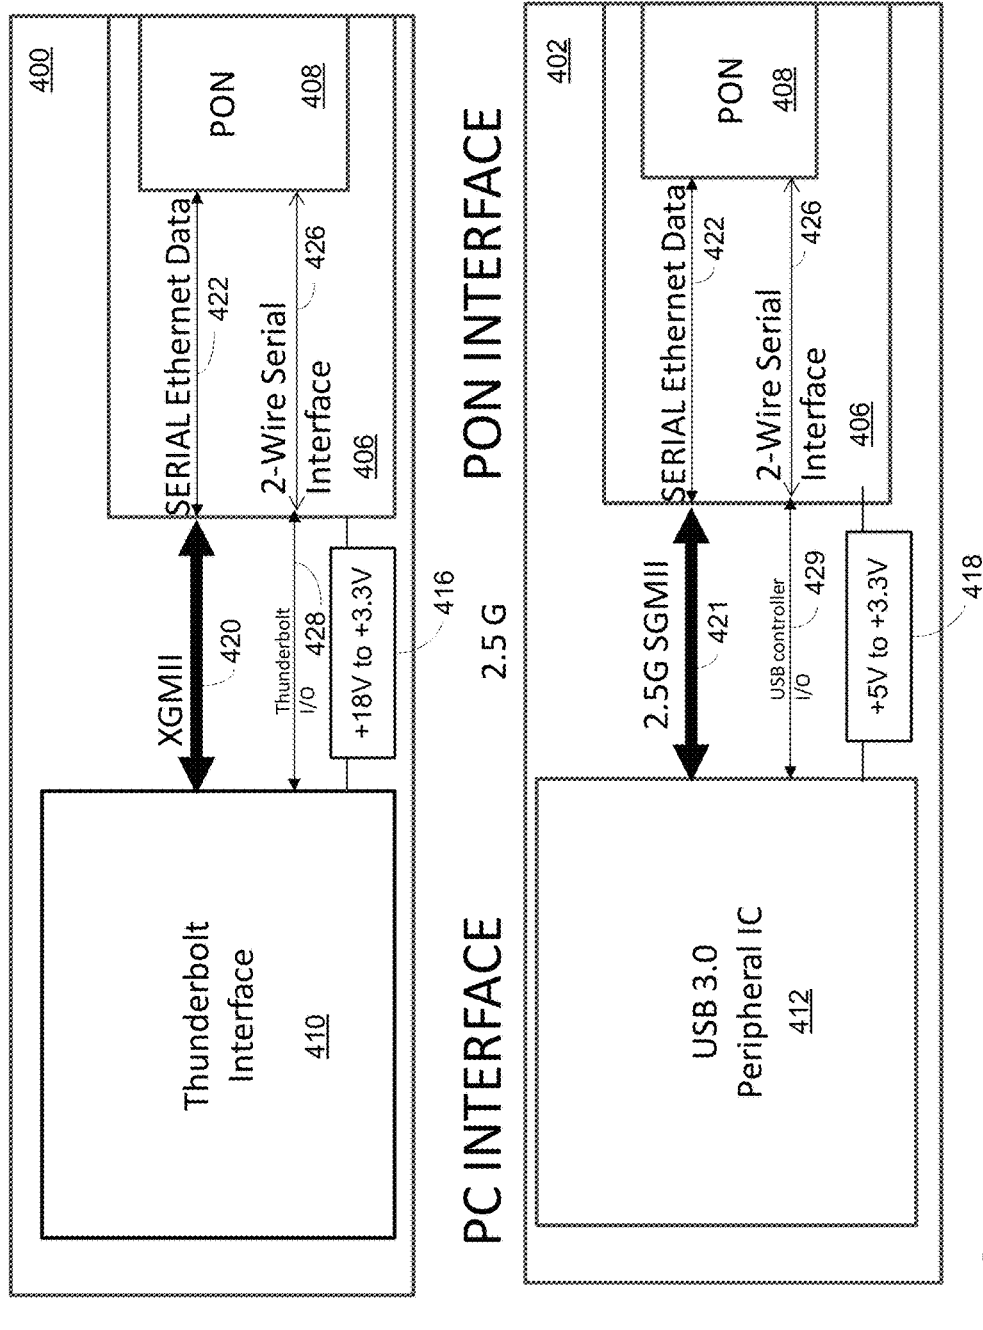 400
PON
408
SERIAL Ethernet Data
422
2-Wire Serial
Interface
426
406
XGMII
420
Thunderbolt
I/O
428
+18V to +3.3V
416
Thunderbolt
Interface
410
PC INTERFACE
2.5 G
PON INTERFACE
402
PON
408
SERIAL Ethernet Data
422
2-Wire Serial
Interface
426
406
2.5G SGMII
421
USB controller
I/O
429
+5V to +3.3V
418
USB 3.0
Peripheral IC
412